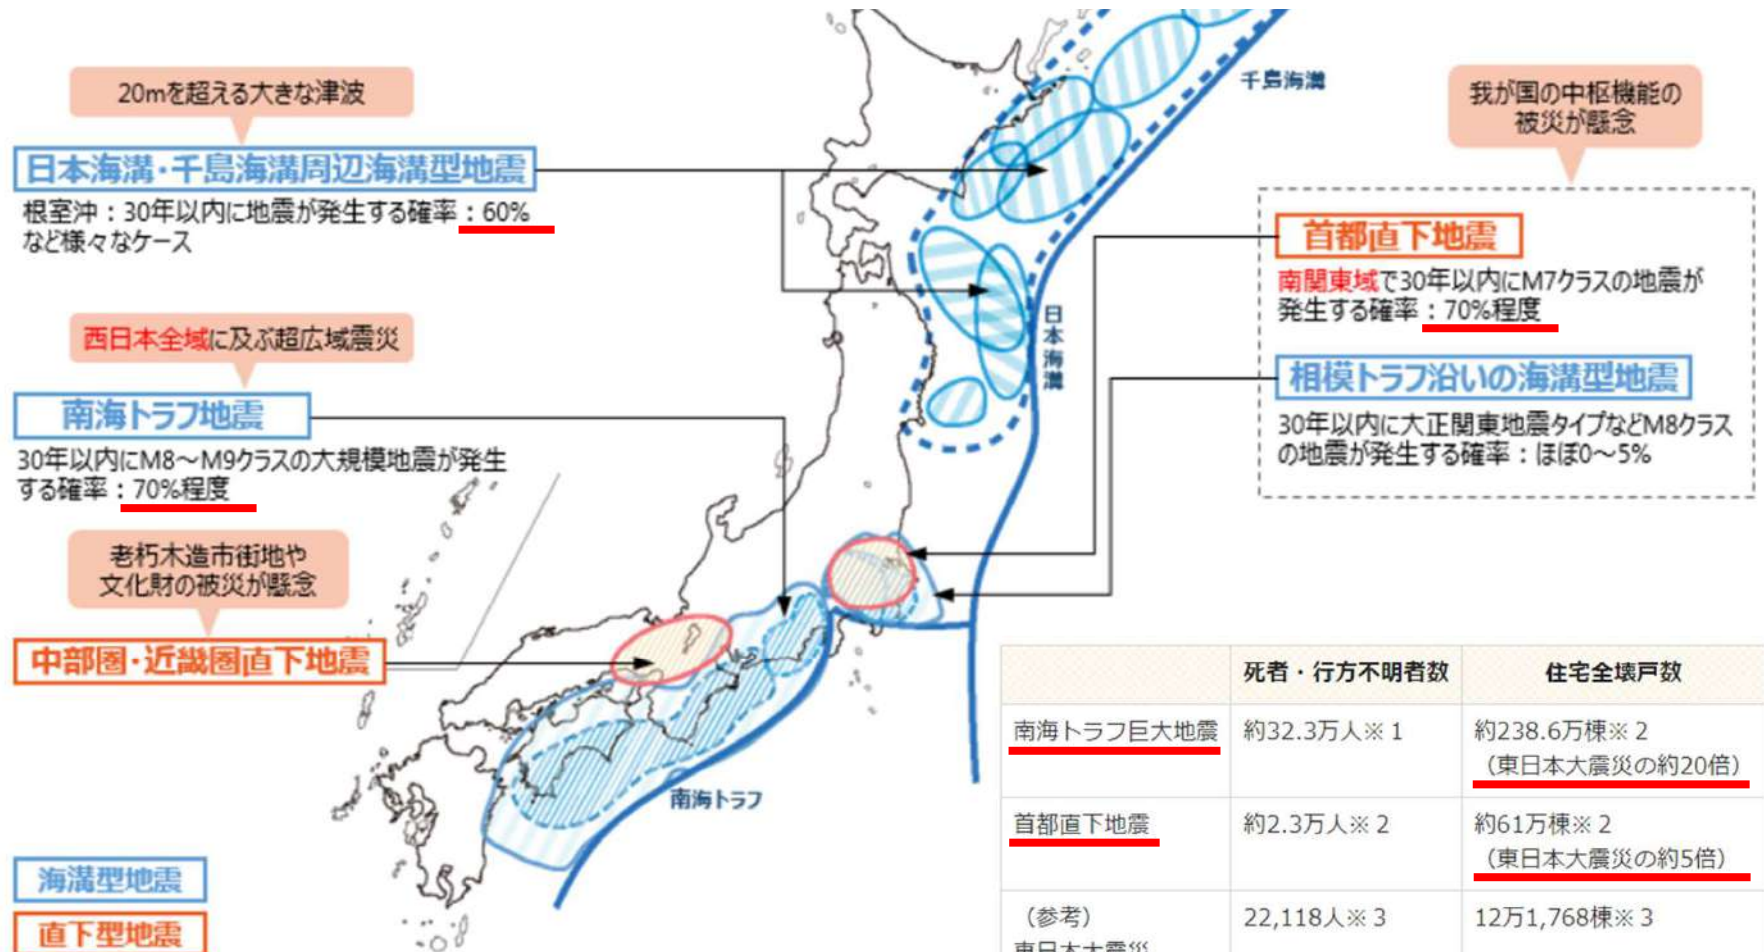 20mを超える大きな津波
日本海溝・千島海溝周辺海溝型地震
根室沖：30年以内に地震が発生する確率：60%
など様々なケース
西日本全域に及ぶ超広域震災
南海トラフ地震
30年以内にM8～M9クラスの大規模地震が発生
する確率：70%程度
老朽木造市街地や
文化財の被災が懸念
中部圏・近畿圏直下地震
海溝型地震
直下型地震
千島海溝
日本海溝
南海トラフ
我が国の中枢機能の
被災が懸念
首都直下地震
南関東域で30年以内にM7クラスの地震が
発生する確率：70%程度
相模トラフ沿いの海溝型地震
30年以内に大正関東地震タイプなどM8クラス
の地震が発生する確率：ほぼ0～5%
死者・行方不明者数 住宅全壊戸数
南海トラフ巨大地震 約32.3万人※1 約238.6万棟※2
（東日本大震災の約20倍）
首都直下地震 約2.3万人※2 約61万棟※2
（東日本大震災の約5倍）
（参考） 22,118人※3 12万1,768棟※3
東日本大震災